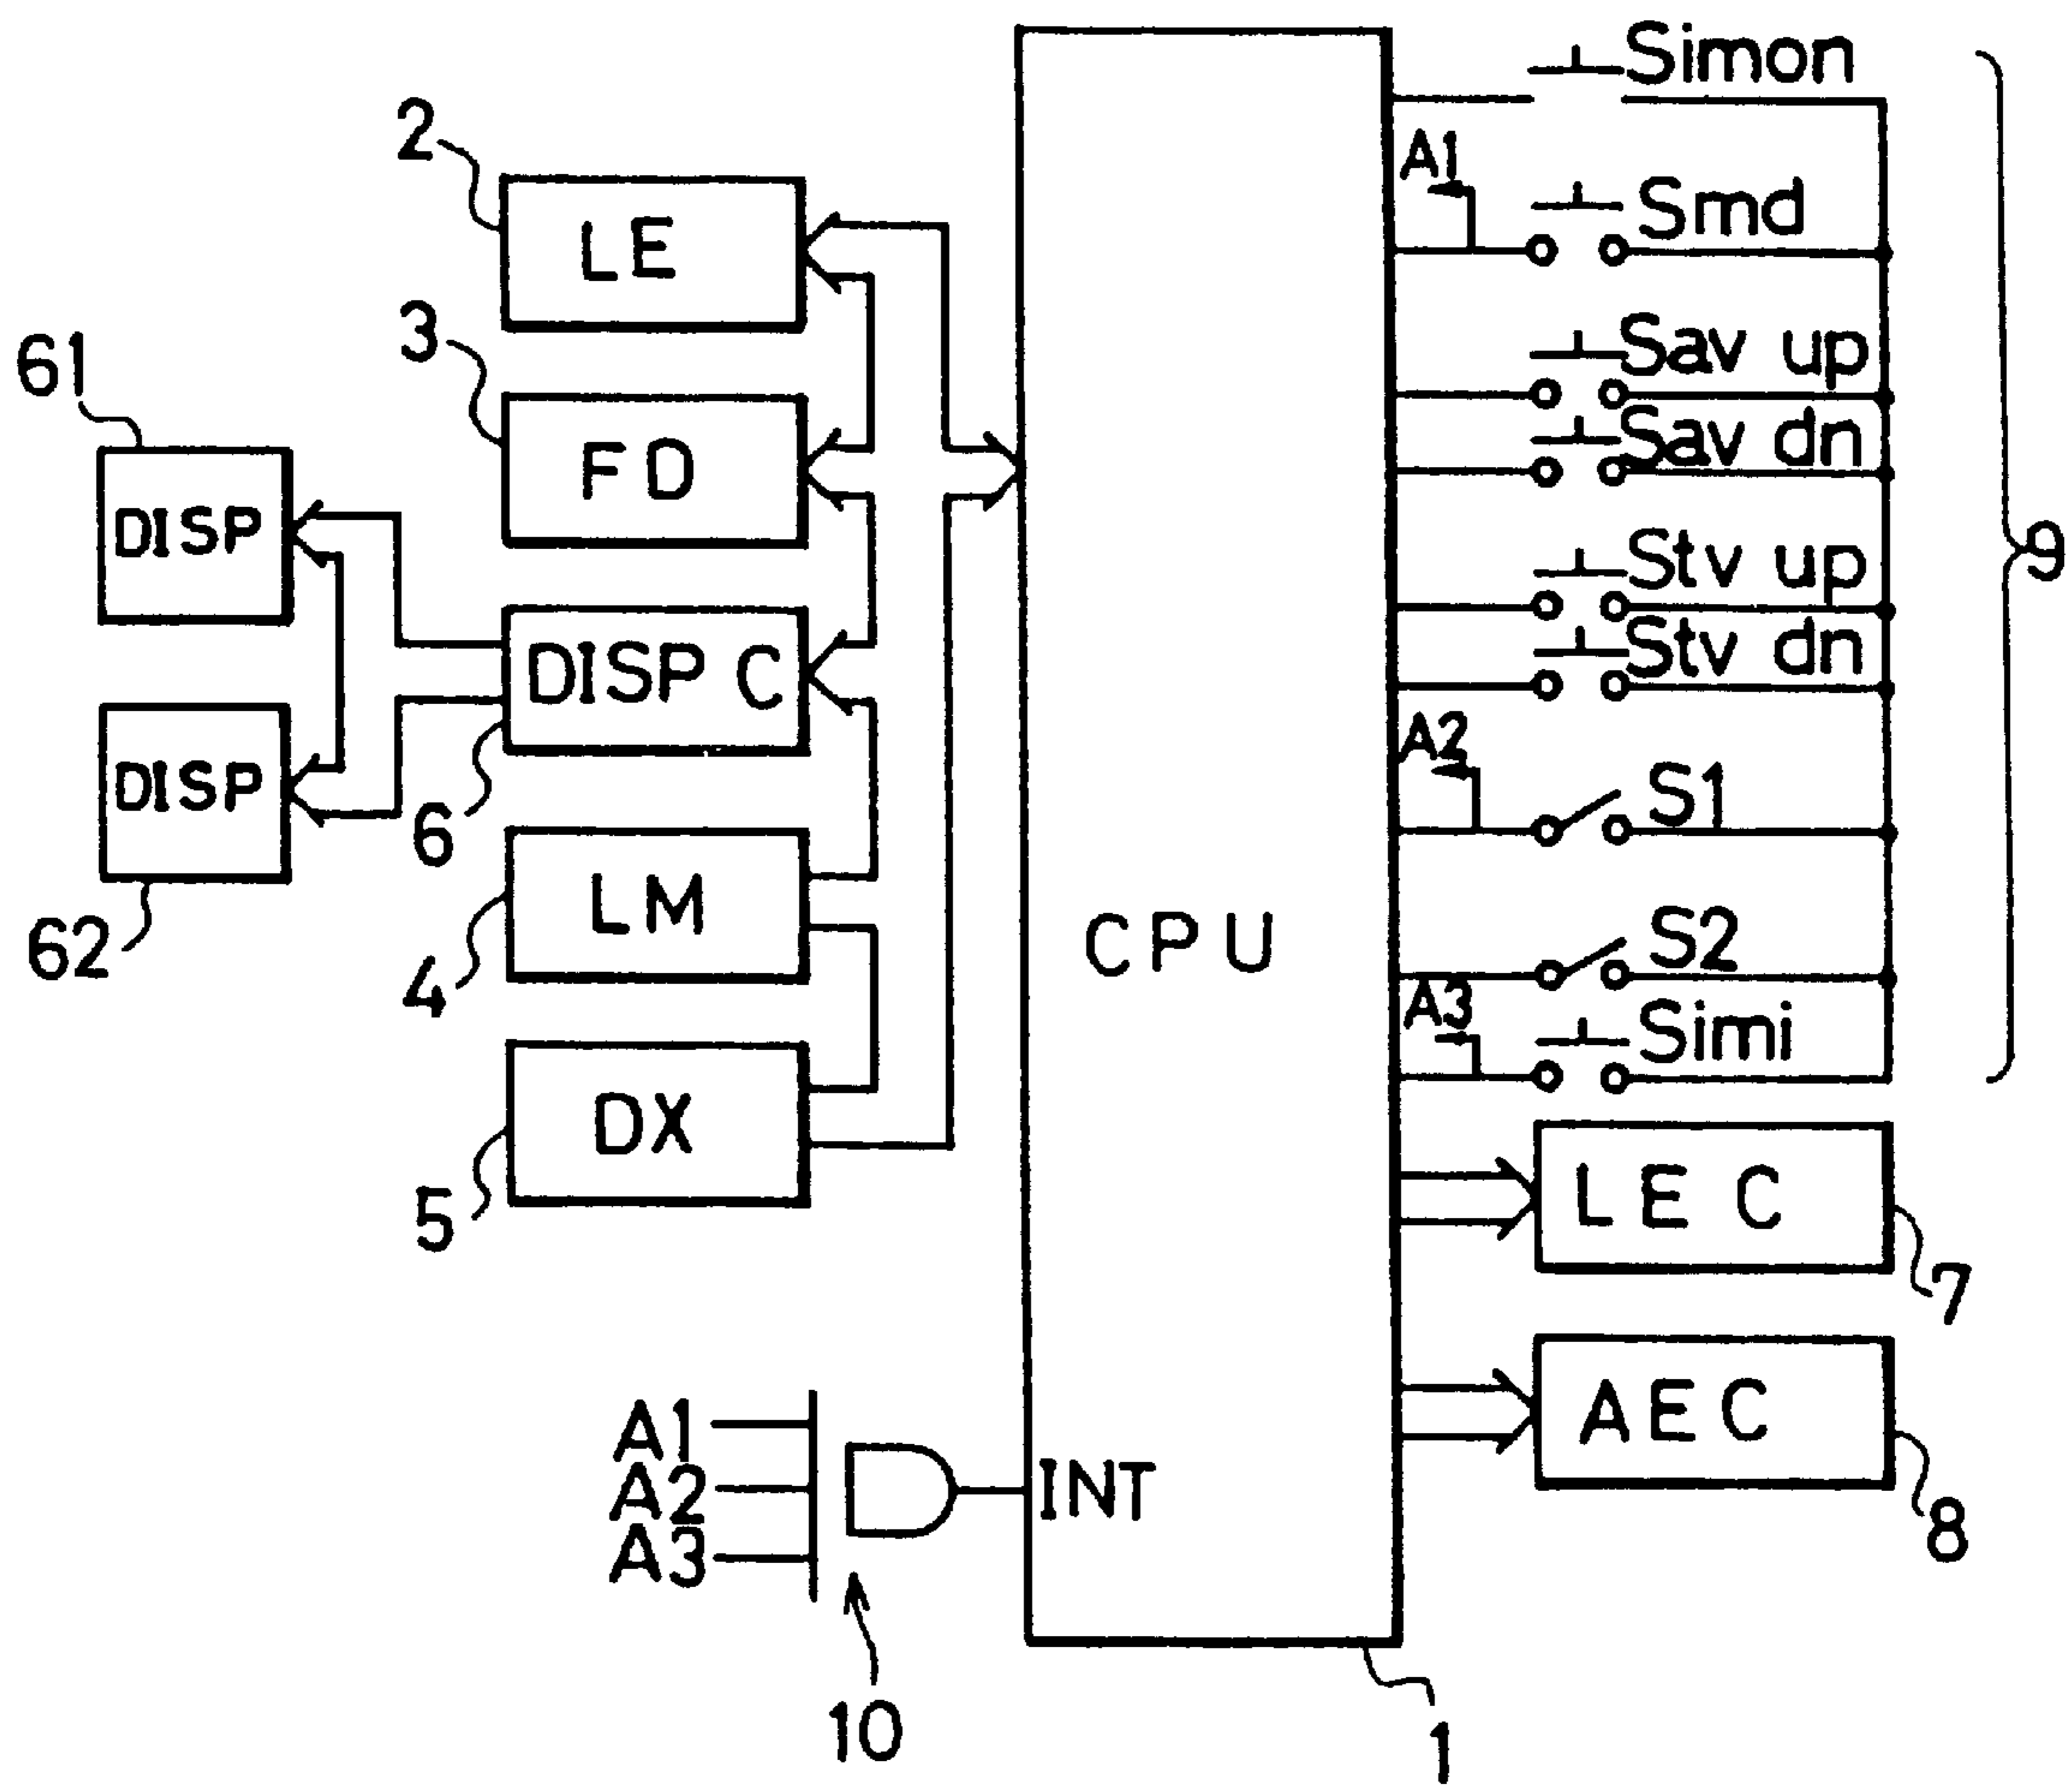 Simon
A1
Smd
Sav up
Sav dn
9
Stv up
Stv dn
A2
S1
S2
A3
Simi
2
LE
3
FD
61
DISP
DISP C
DISP
6
62
LM
4
CPU
DX
5
LE C
7
AEC
8
A1
A2
A3
INT
10
1